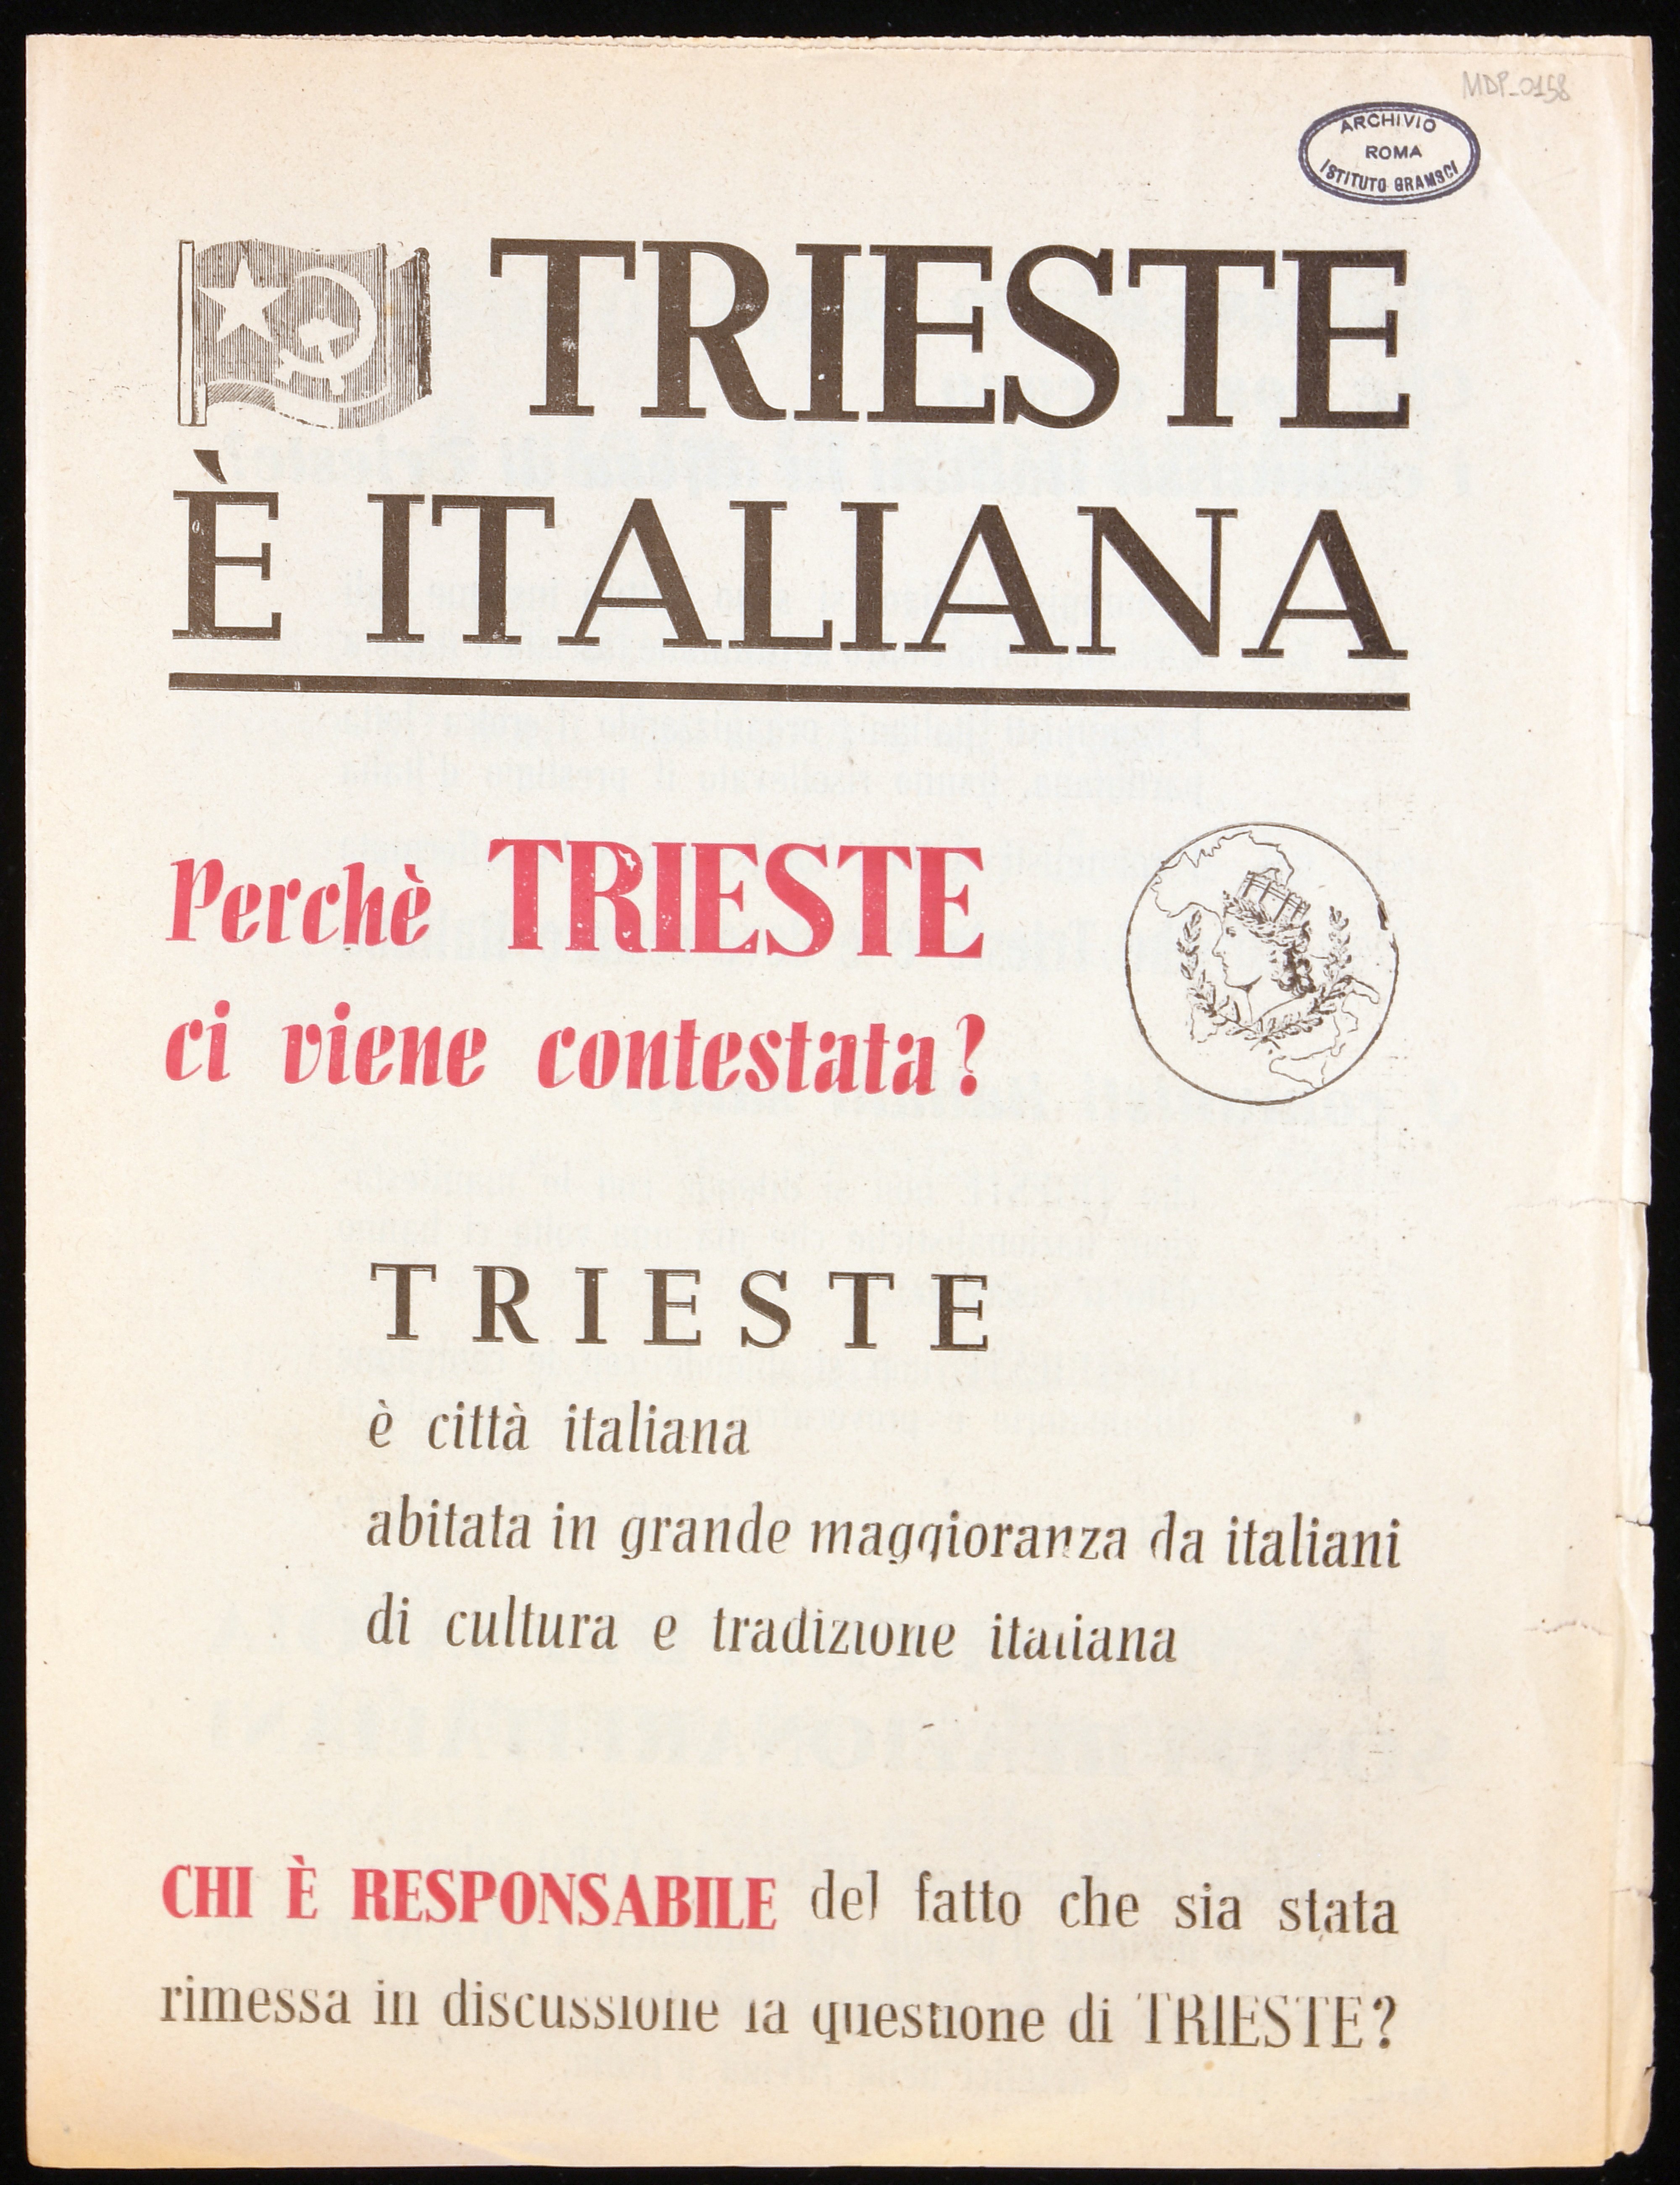 MDP_0158
ARCHIVIO
ROMA
ISTITUTO GRAMSCI
TRIESTE
È ITALIANA
Perchè TRIESTE
ci viene contestata?
TRIESTE
è città italiana
abitata in grande maggioranza da italiani
di cultura e tradizione italiana
CHI È RESPONSABILE del fatto che sia stata
rimessa in discussione la questione di TRIESTE?